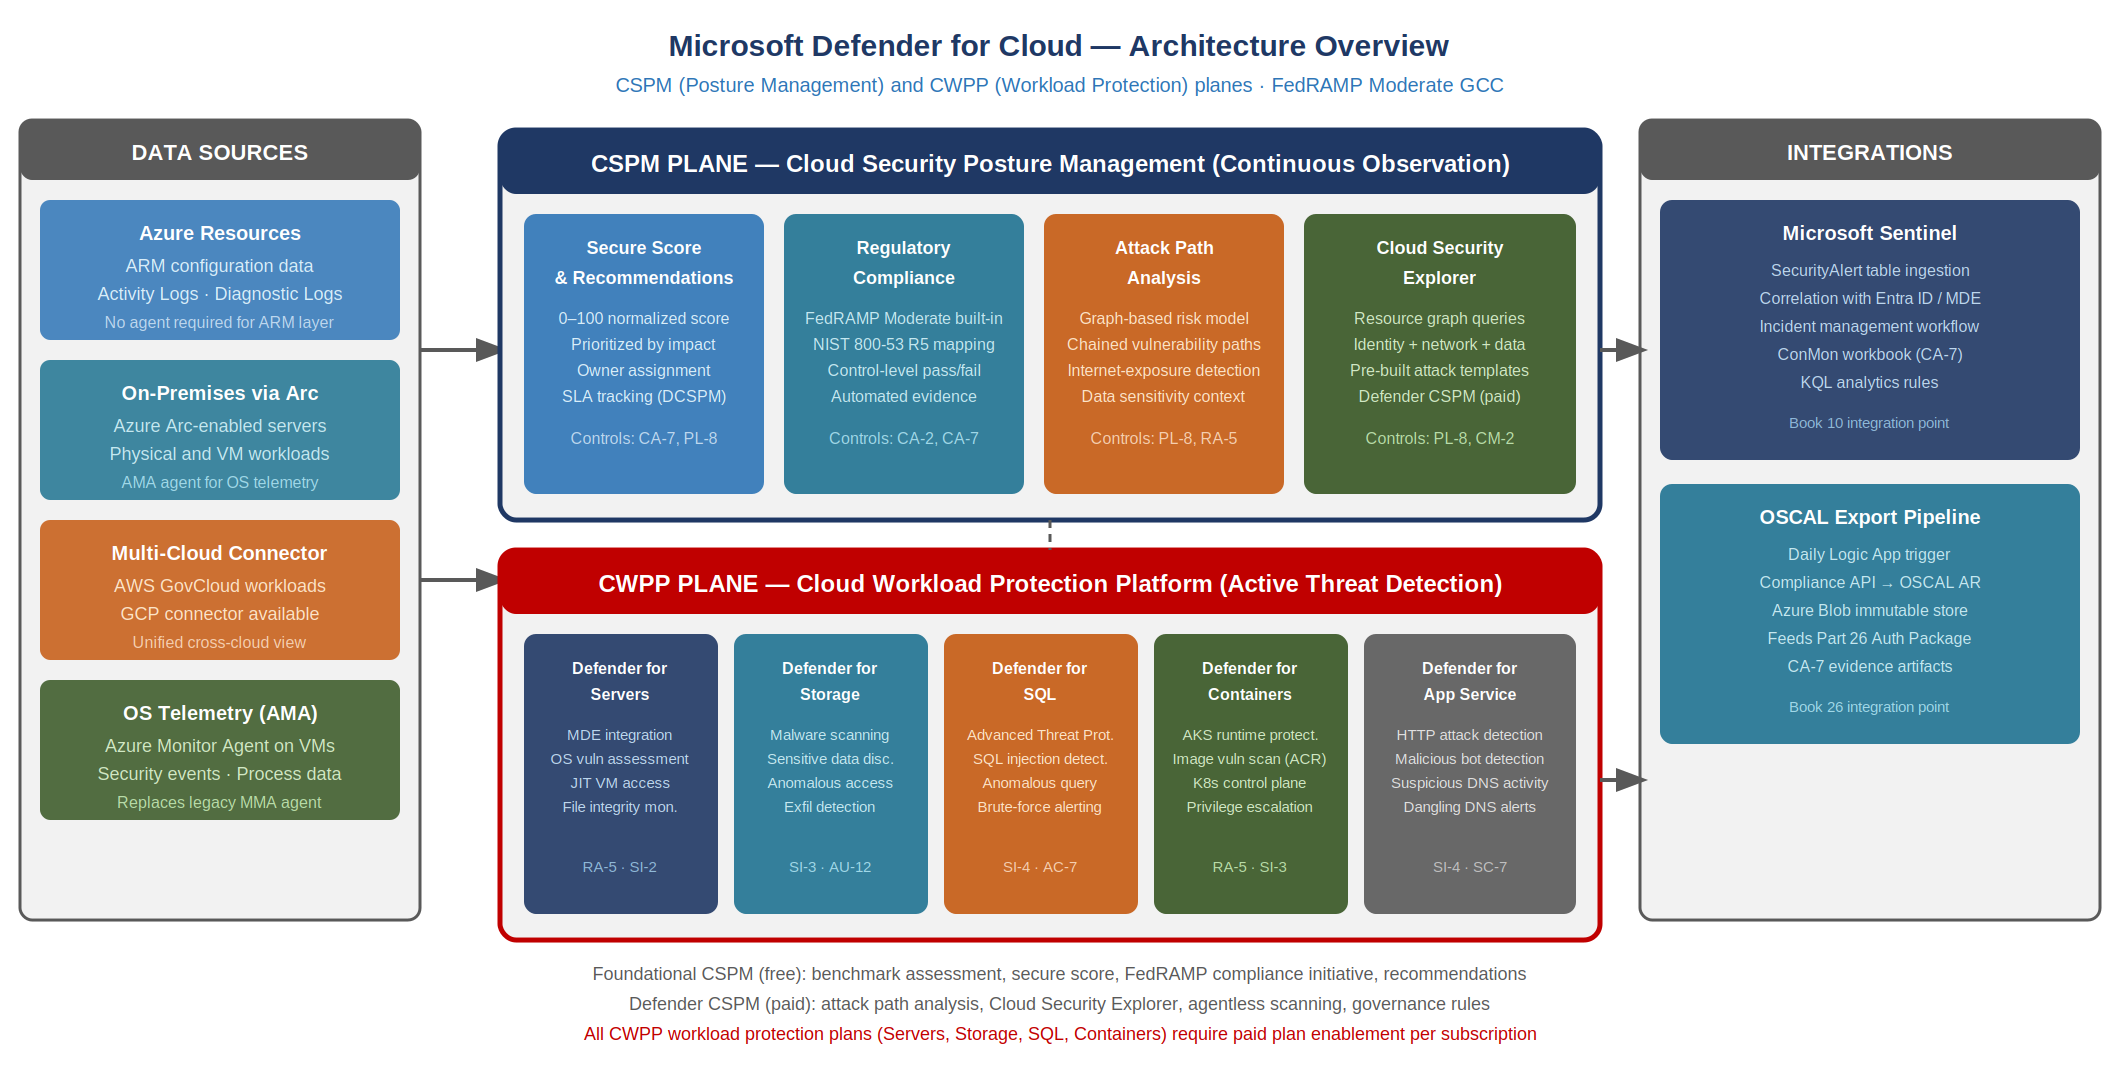 Microsoft Defender for Cloud — Architecture Overview
CSPM (Posture Management) and CWPP (Workload Protection) planes · FedRAMP Moderate GCC
DATA SOURCES
Azure Resources
ARM configuration data
Activity Logs · Diagnostic Logs
No agent required for ARM layer
On-Premises via Arc
Azure Arc-enabled servers
Physical and VM workloads
AMA agent for OS telemetry
Multi-Cloud Connector
AWS GovCloud workloads
GCP connector available
Unified cross-cloud view
OS Telemetry (AMA)
Azure Monitor Agent on VMs
Security events · Process data
Replaces legacy MMA agent
CSPM PLANE — Cloud Security Posture Management (Continuous Observation)
Secure Score
& Recommendations
0–100 normalized score
Prioritized by impact
Owner assignment
SLA tracking (DCSPM)
Controls: CA-7, PL-8
Regulatory
Compliance
FedRAMP Moderate built-in
NIST 800-53 R5 mapping
Control-level pass/fail
Automated evidence
Controls: CA-2, CA-7
Attack Path
Analysis
Graph-based risk model
Chained vulnerability paths
Internet-exposure detection
Data sensitivity context
Controls: PL-8, RA-5
Cloud Security
Explorer
Resource graph queries
Identity + network + data
Pre-built attack templates
Defender CSPM (paid)
Controls: PL-8, CM-2
CWPP PLANE — Cloud Workload Protection Platform (Active Threat Detection)
Defender for
Servers
MDE integration
OS vuln assessment
JIT VM access
File integrity mon.
RA-5 · SI-2
Defender for
Storage
Malware scanning
Sensitive data disc.
Anomalous access
Exfil detection
SI-3 · AU-12
Defender for
SQL
Advanced Threat Prot.
SQL injection detect.
Anomalous query
Brute-force alerting
SI-4 · AC-7
Defender for
Containers
AKS runtime protect.
Image vuln scan (ACR)
K8s control plane
Privilege escalation
RA-5 · SI-3
Defender for
App Service
HTTP attack detection
Malicious bot detection
Suspicious DNS activity
Dangling DNS alerts
SI-4 · SC-7
INTEGRATIONS
Microsoft Sentinel
SecurityAlert table ingestion
Correlation with Entra ID / MDE
Incident management workflow
ConMon workbook (CA-7)
KQL analytics rules
Book 10 integration point
OSCAL Export Pipeline
Daily Logic App trigger
Compliance API → OSCAL AR
Azure Blob immutable store
Feeds Part 26 Auth Package
CA-7 evidence artifacts
Book 26 integration point
Foundational CSPM (free): benchmark assessment, secure score, FedRAMP compliance initiative, recommendations
Defender CSPM (paid): attack path analysis, Cloud Security Explorer, agentless scanning, governance rules
All CWPP workload protection plans (Servers, Storage, SQL, Containers) require paid plan enablement per subscription